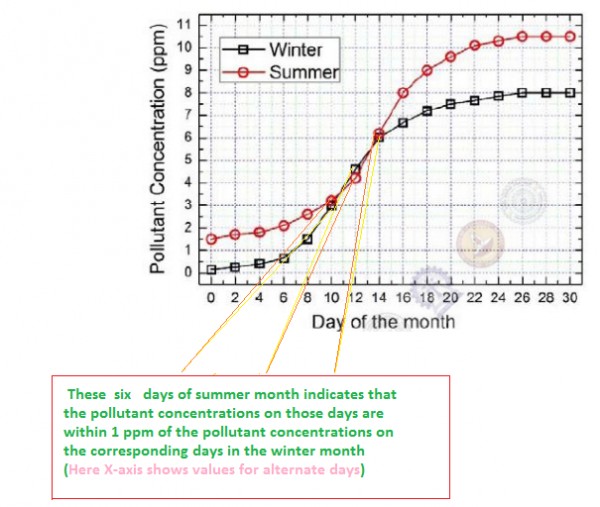 11
10
9
8
7
6
5
4
3
2
1
0
Pollutant Concentration (ppm)
Winter
Summer
0 2 4 6 8 10 12 14 16 18 20 22 24 26 28 30
Day of the month
These six days of summer month indicates that
the pollutant concentrations on those days are
within 1 ppm of the pollutant concentrations on
the corresponding days in the winter month
(Here X-axis shows values for alternate days)